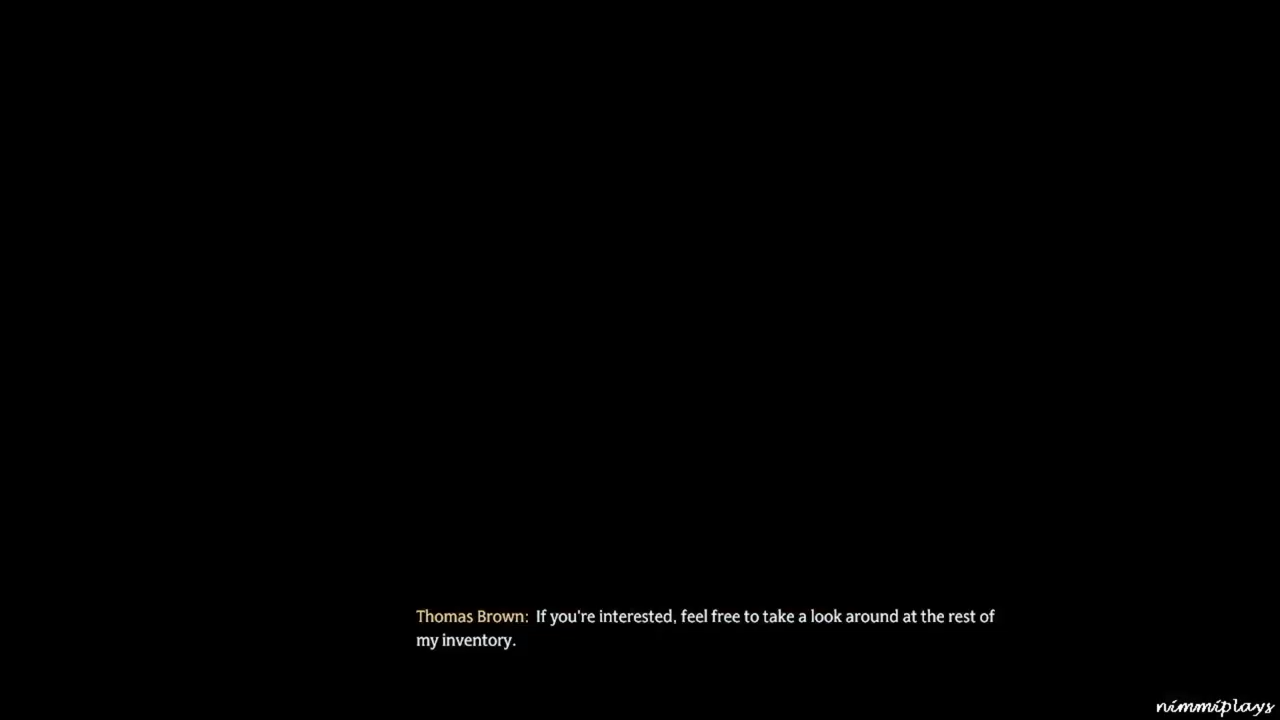 Thomas Brown: If you're interested, feel free to take a look around at the rest of
my inventory.
nimmiplays